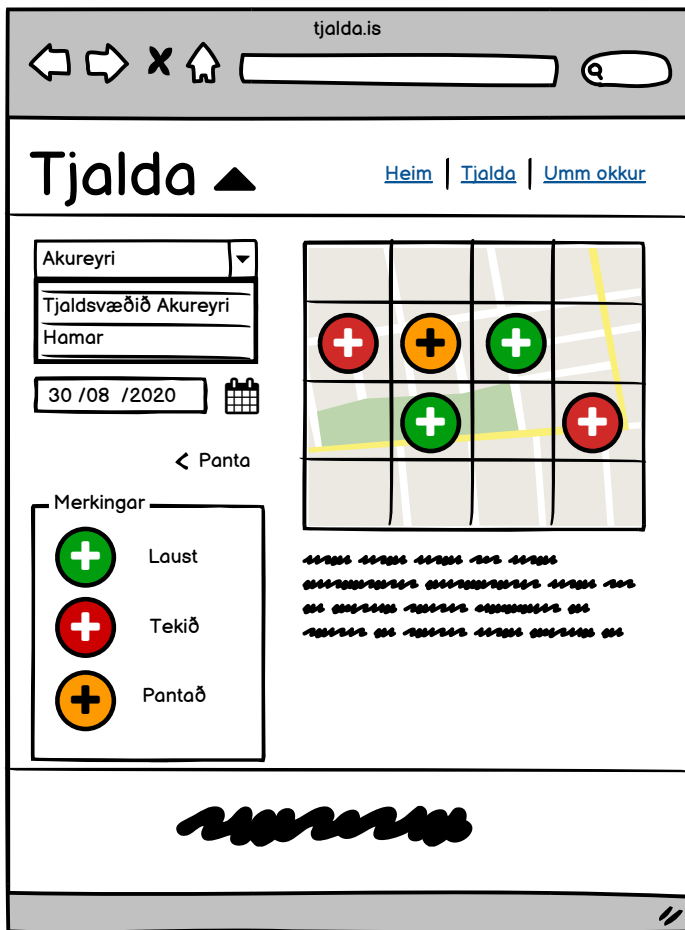 tjalda.is
Tjalda
Heim | Tjalda | Umm okkur
Akureyri
Tjaldsvæðið Akureyri
Hamar
30 /08 /2020
< Panta
Merkingar
Laust
Tekið
Pantað